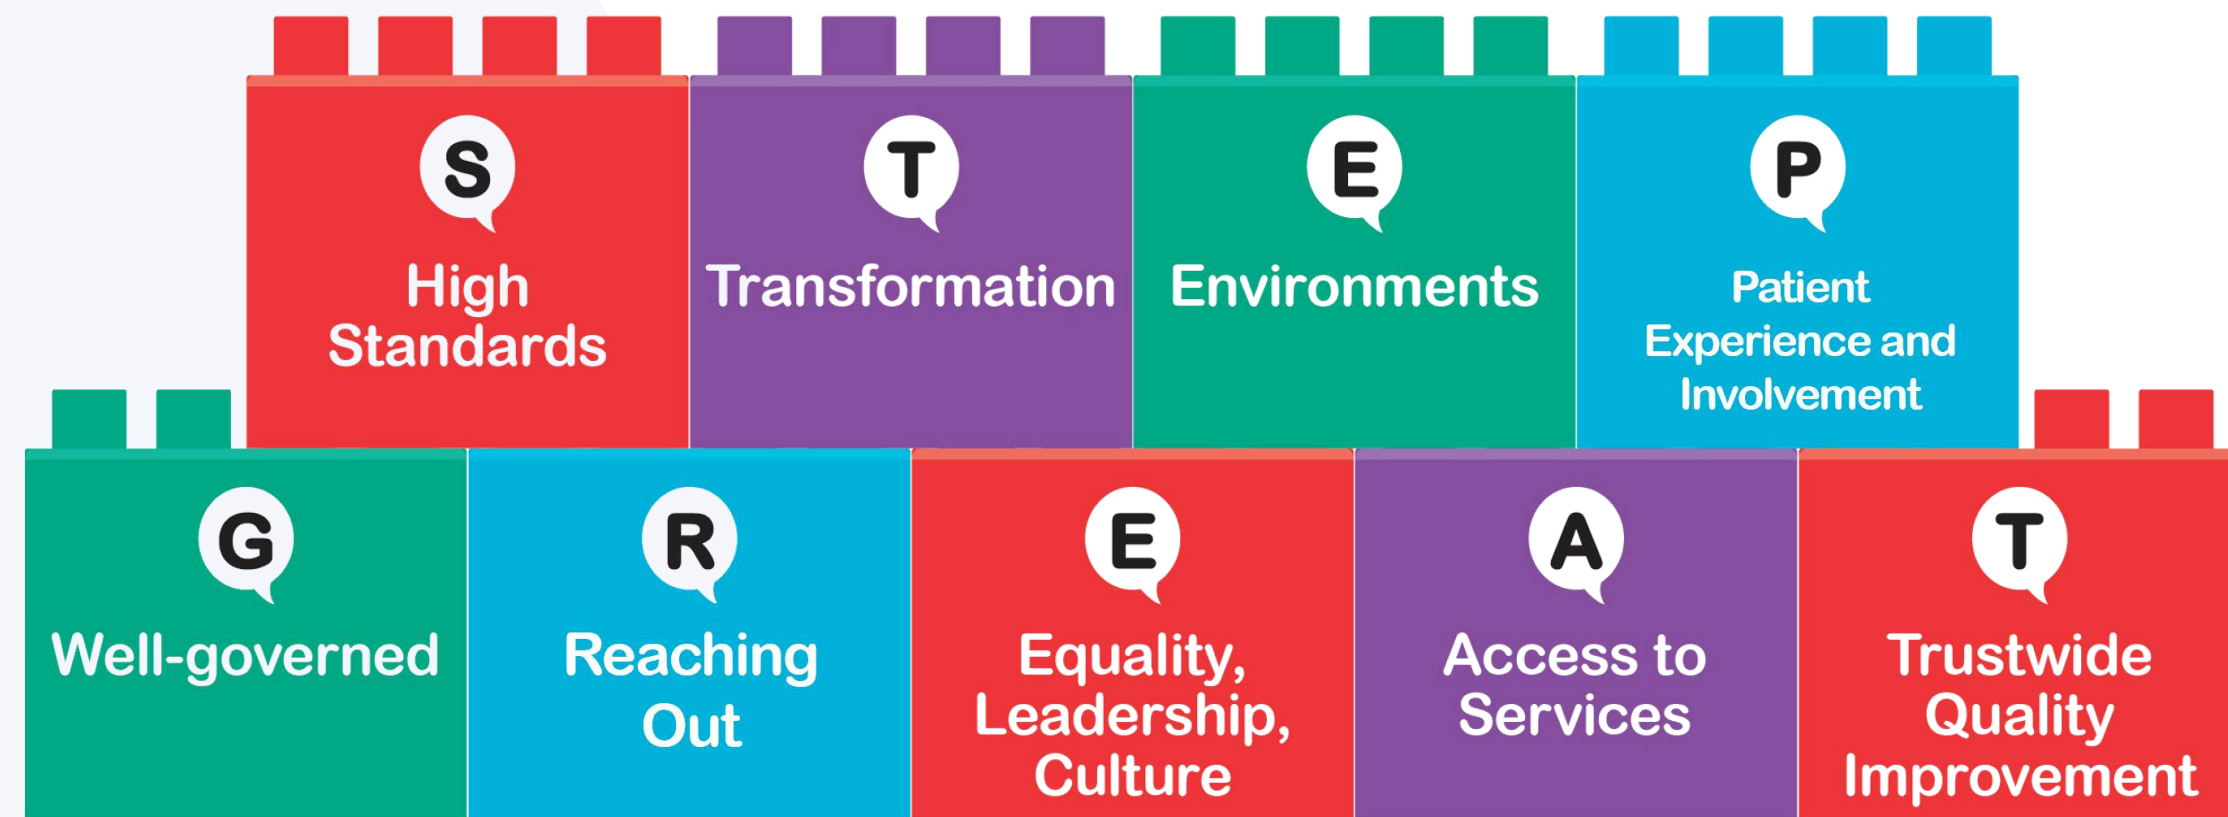 S
High
Standards
T
Transformation
E
Environments
P
Patient
Experience and
Involvement
G
Well-governed
R
Reaching
Out
E
Equality,
Leadership,
Culture
A
Access to
Services
T
Trustwide
Quality
Improvement